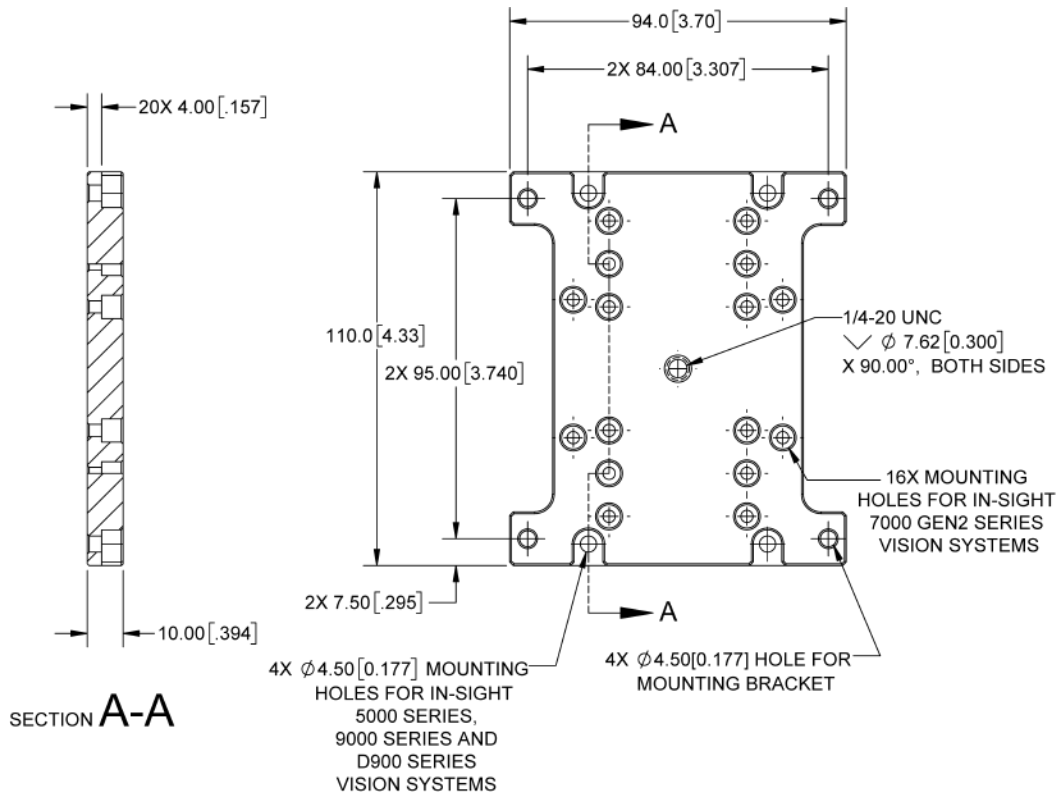 94.0 [3.70]
2X 84.00 [3.307]
20X 4.00 [.157]
A
110.0 [4.33]
2X 95.00 [3.740]
1/4-20 UNC
⌵ ∅ 7.62 [0.300]
X 90.00°, BOTH SIDES
16X MOUNTING
HOLES FOR IN-SIGHT
7000 GEN2 SERIES
VISION SYSTEMS
2X 7.50 [.295]
A
10.00 [.394]
4X ∅4.50 [0.177] MOUNTING
HOLES FOR IN-SIGHT
5000 SERIES,
9000 SERIES AND
D900 SERIES
VISION SYSTEMS
4X ∅4.50[0.177] HOLE FOR
MOUNTING BRACKET
SECTION A-A